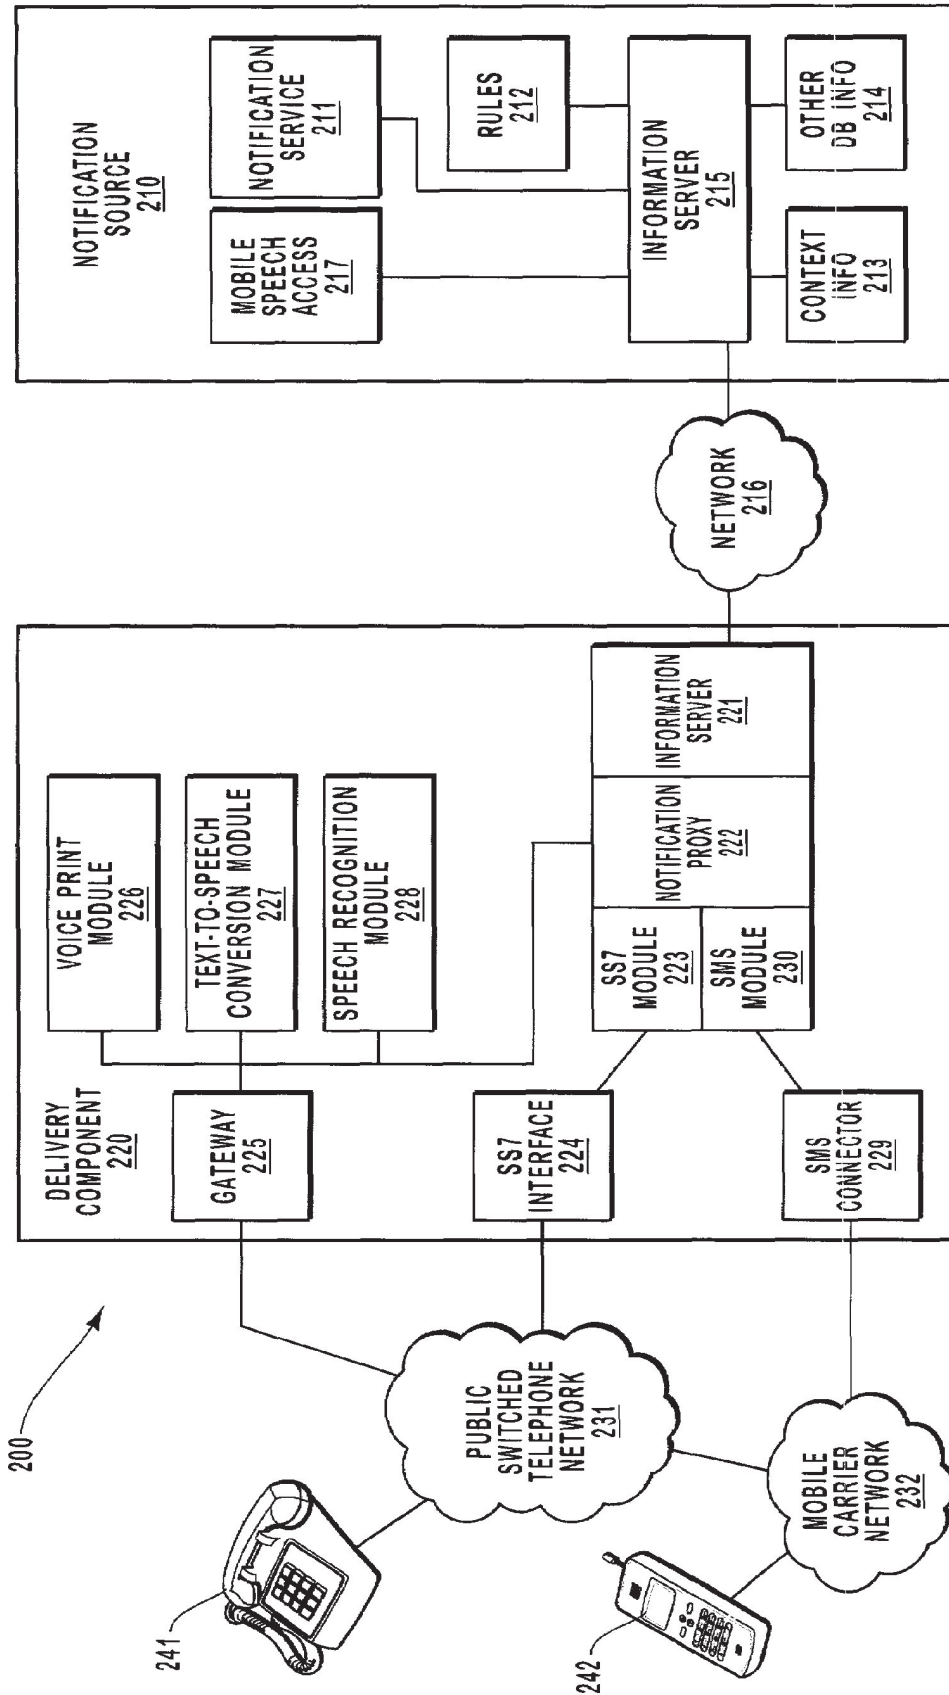 200
241
242
PUBLIC
SWITCHED
TELEPHONE
NETWORK
231
MOBILE
CARRIER
NETWORK
232
DELIVERY
COMPONENT
220
GATEWAY
225
SS7
INTERFACE
224
SMS
CONNECTOR
229
VOICE PRINT
MODULE
226
TEXT-TO-SPEECH
CONVERSION MODULE
227
SPEECH RECOGNITION
MODULE
228
SS7
MODULE
223
SMS
MODULE
230
NOTIFICATION
PROXY
222
INFORMATION
SERVER
221
NETWORK
216
NOTIFICATION
SOURCE
210
MOBILE
SPEECH
ACCESS
217
NOTIFICATION
SERVICE
211
RULES
212
INFORMATION
SERVER
215
CONTEXT
INFO
213
OTHER
DB INFO
214